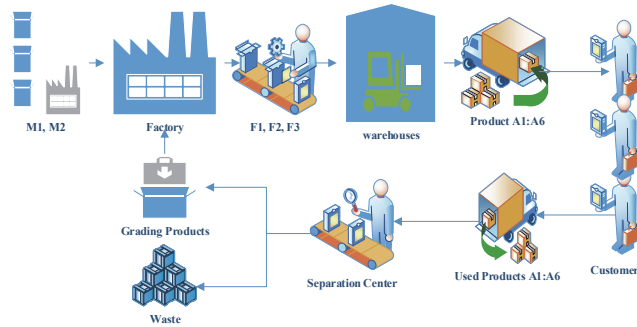 M1, M2
Factory
F1, F2, F3
warehouses
Product A1:A6
Grading Products
Separation Center
Used Products A1:A6
Customer
Waste